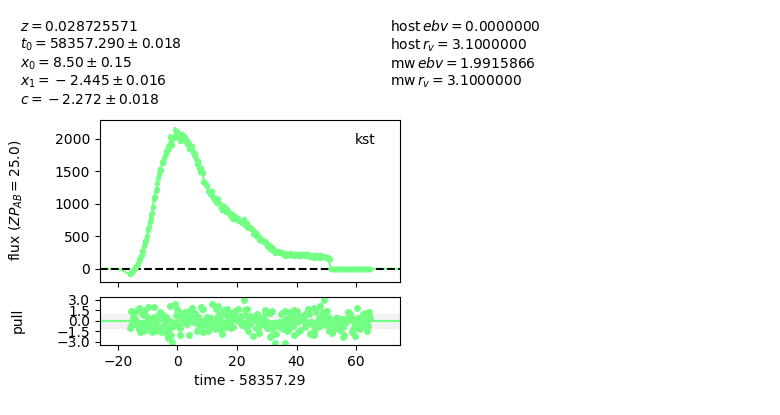 z = 0.028725571
t₀ = 58357.290 ± 0.018
x₀ = 8.50 ± 0.15
x₁ = −2.445 ± 0.016
c = −2.272 ± 0.018
host ebv = 0.0000000
host r_v = 3.1000000
mw ebv = 1.9915866
mw r_v = 3.1000000
flux (ZP_AB = 25.0)
2000
1500
1000
500
0
kst
pull
3.0
1.5
0.0
−1.5
−3.0
−20 0 20 40 60
time - 58357.29